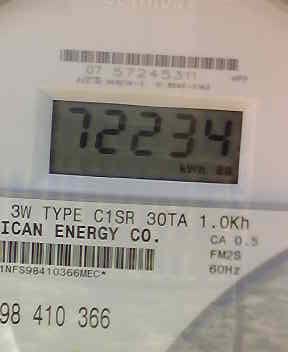 07 57245311
72234
kWh
3W TYPE C1SR 30TA 1.0Kh
ICAN ENERGY CO.
CA 0.5
FM2S
60Hz
1NFS98410366MEC*
98 410 366